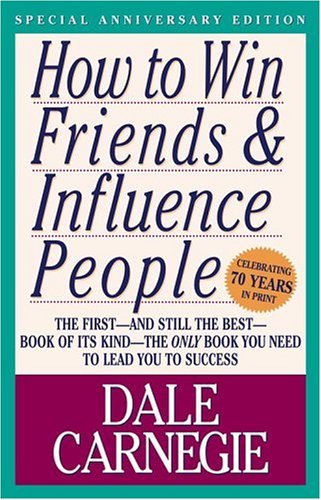 SPECIAL ANNIVERSARY EDITION
How to Win
Friends &
Influence
People
CELEBRATING
70 YEARS
IN PRINT
THE FIRST—AND STILL THE BEST—
BOOK OF ITS KIND—THE ONLY BOOK YOU NEED
TO LEAD YOU TO SUCCESS
DALE
CARNEGIE